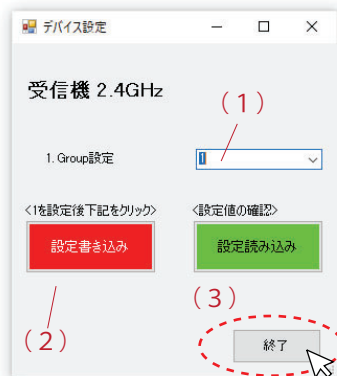 デバイス設定
受信機 2.4GHz
（1）
1. Group設定
1
<1を設定後下記をクリック>
<設定値の確認>
設定書き込み
設定読み込み
（2）
（3）
終了